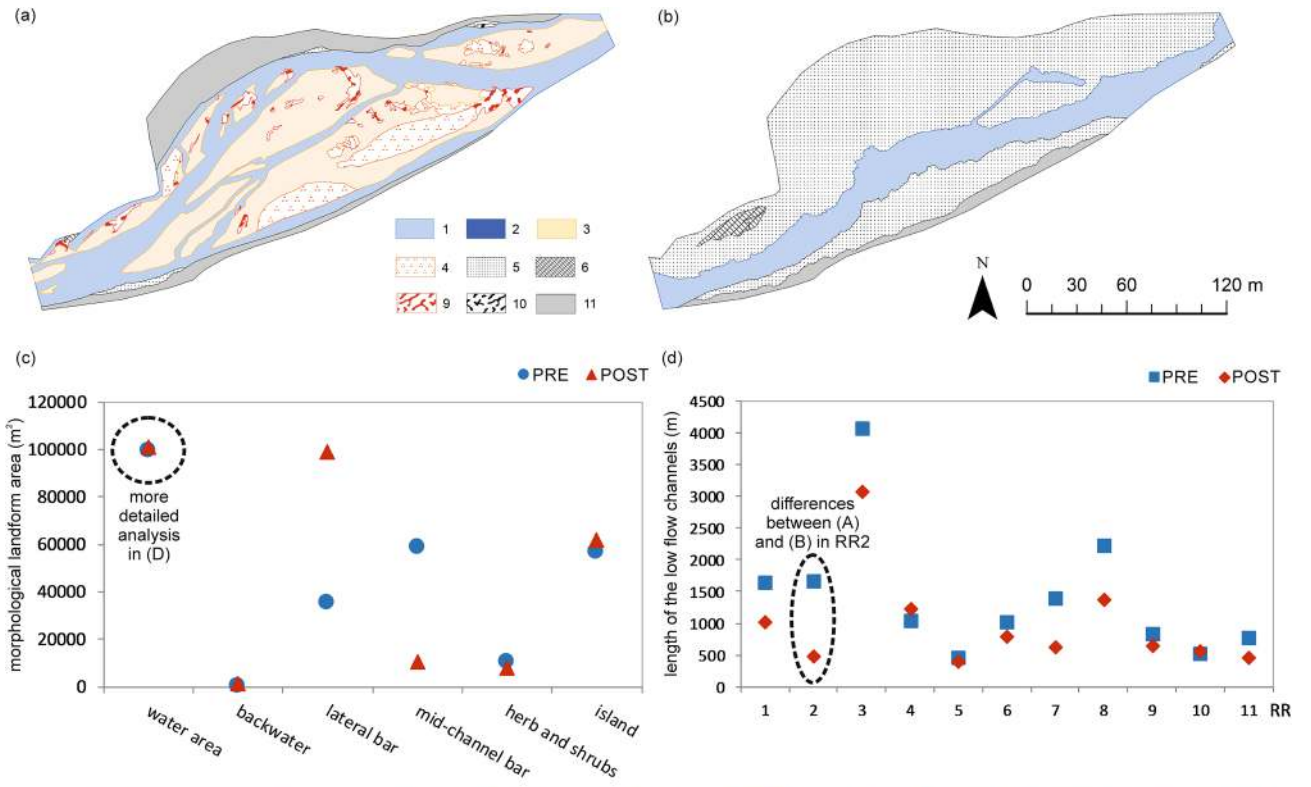 (a)
(b)
1 2 3
4 5 6
9 10 11
N
0 30 60 120 m
(c)
PRE POST
morphological landform area (m²)
120000
100000
80000
60000
40000
20000
0
more
detailed
analysis
in (D)
water area
backwater
lateral bar
mid-channel bar
herb and shrubs
island
(d)
PRE POST
length of the low flow channels (m)
4500
4000
3500
3000
2500
2000
1500
1000
500
0
differences
between (A)
and (B) in RR2
1 2 3 4 5 6 7 8 9 10 11 RR